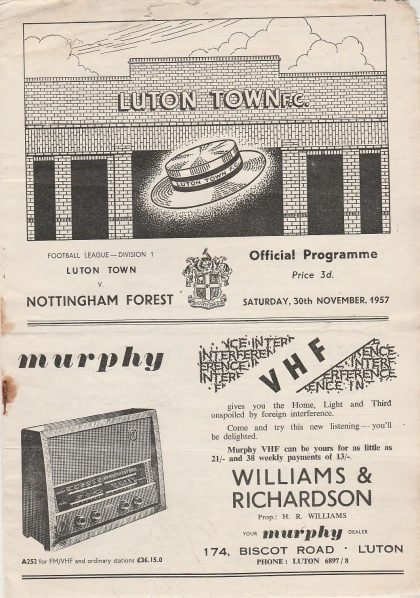 LUTON TOWN F.C.
LUTON TOWN F.C.
FOOTBALL LEAGUE — DIVISION 1
LUTON TOWN
v.
NOTTINGHAM FOREST
Official Programme
Price 3d.
SATURDAY, 30th NOVEMBER, 1957
murphy
VHF
INTERFERENCE
INTERFERENCE
gives you the Home, Light and Third
unspoiled by foreign interference.
Come and try this new listening — you'll
be delighted.
Murphy VHF can be yours for as little as
21/- and 38 weekly payments of 13/-.
WILLIAMS &
RICHARDSON
Prop.: H. R. WILLIAMS
YOUR murphy DEALER
174, BISCOT ROAD · LUTON
PHONE: LUTON 6897/8
A252 for FM/VHF and ordinary stations £36.15.0